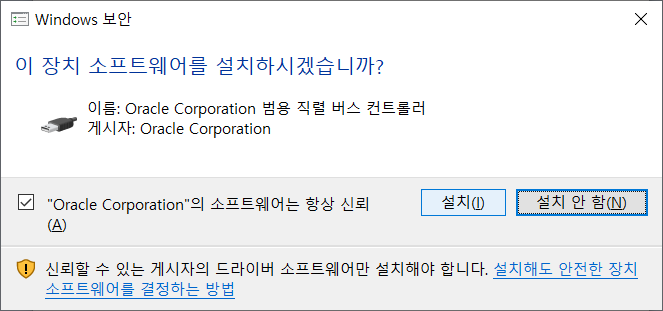 Windows 보안
이 장치 소프트웨어를 설치하시겠습니까?
이름: Oracle Corporation 범용 직렬 버스 컨트롤러
게시자: Oracle Corporation
"Oracle Corporation"의 소프트웨어는 항상 신뢰
(A)
설치(I)
설치 안 함(N)
신뢰할 수 있는 게시자의 드라이버 소프트웨어만 설치해야 합니다. 설치해도 안전한 장치
소프트웨어를 결정하는 방법